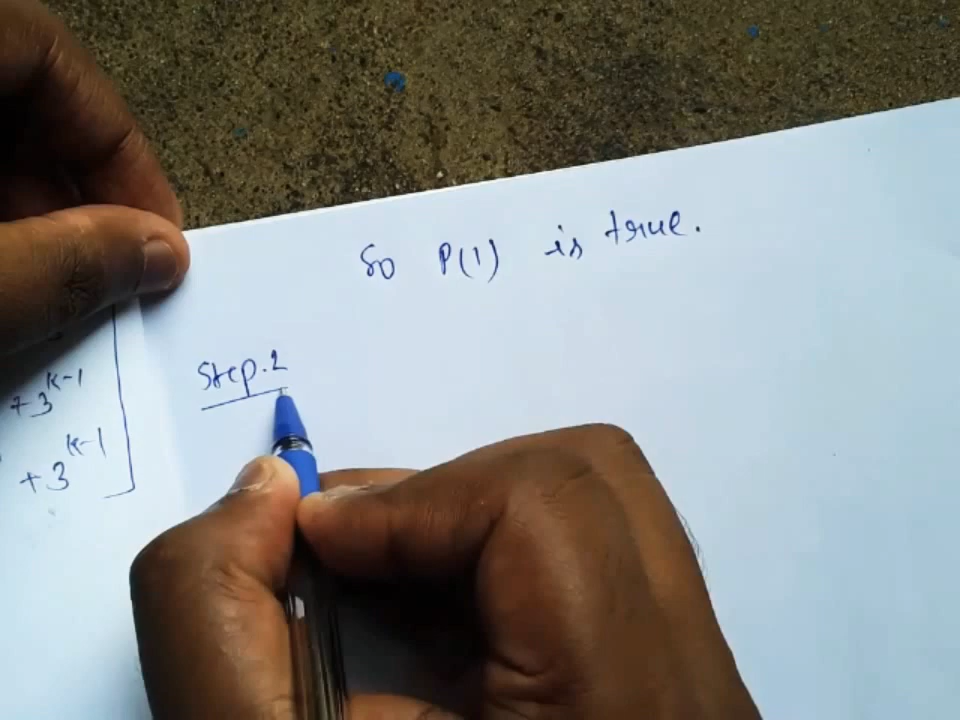 So P(1) is true.
Step.2
+3^{k-1}
+3^{k-1}